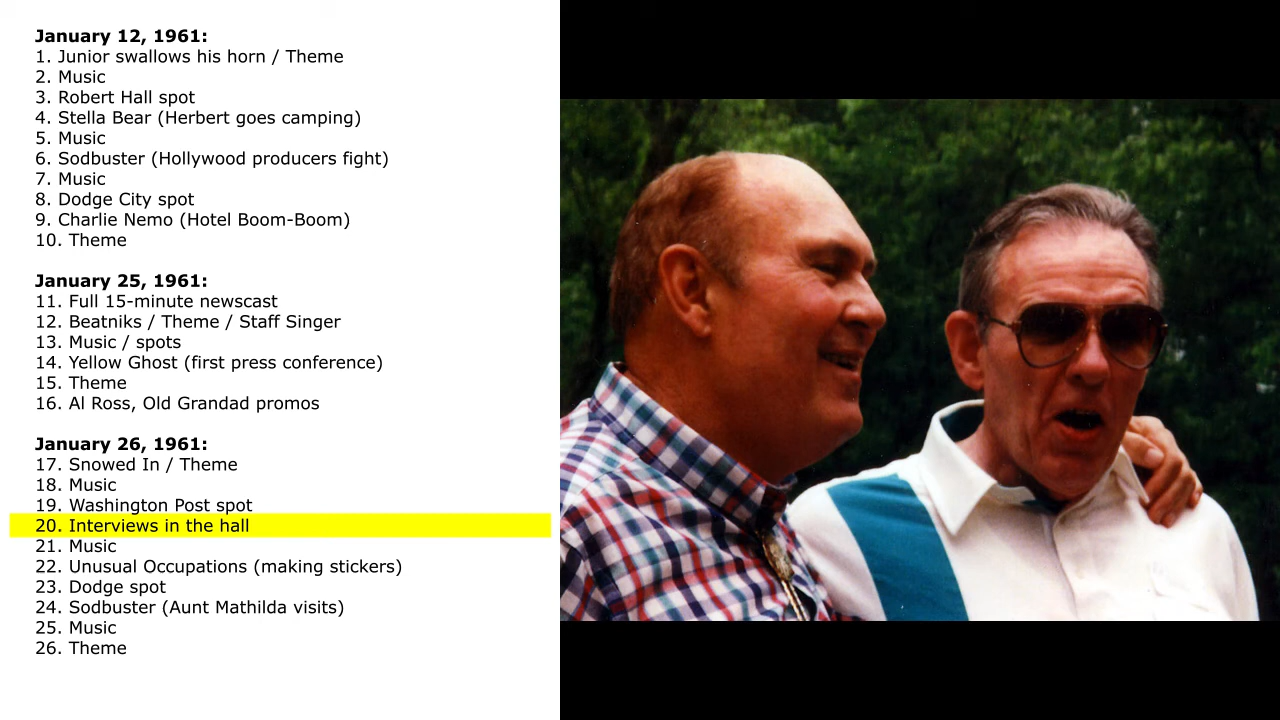 January 12, 1961:
1. Junior swallows his horn / Theme
2. Music
3. Robert Hall spot
4. Stella Bear (Herbert goes camping)
5. Music
6. Sodbuster (Hollywood producers fight)
7. Music
8. Dodge City spot
9. Charlie Nemo (Hotel Boom-Boom)
10. Theme
January 25, 1961:
11. Full 15-minute newscast
12. Beatniks / Theme / Staff Singer
13. Music / spots
14. Yellow Ghost (first press conference)
15. Theme
16. Al Ross, Old Grandad promos
January 26, 1961:
17. Snowed In / Theme
18. Music
19. Washington Post spot
20. Interviews in the hall
21. Music
22. Unusual Occupations (making stickers)
23. Dodge spot
24. Sodbuster (Aunt Mathilda visits)
25. Music
26. Theme